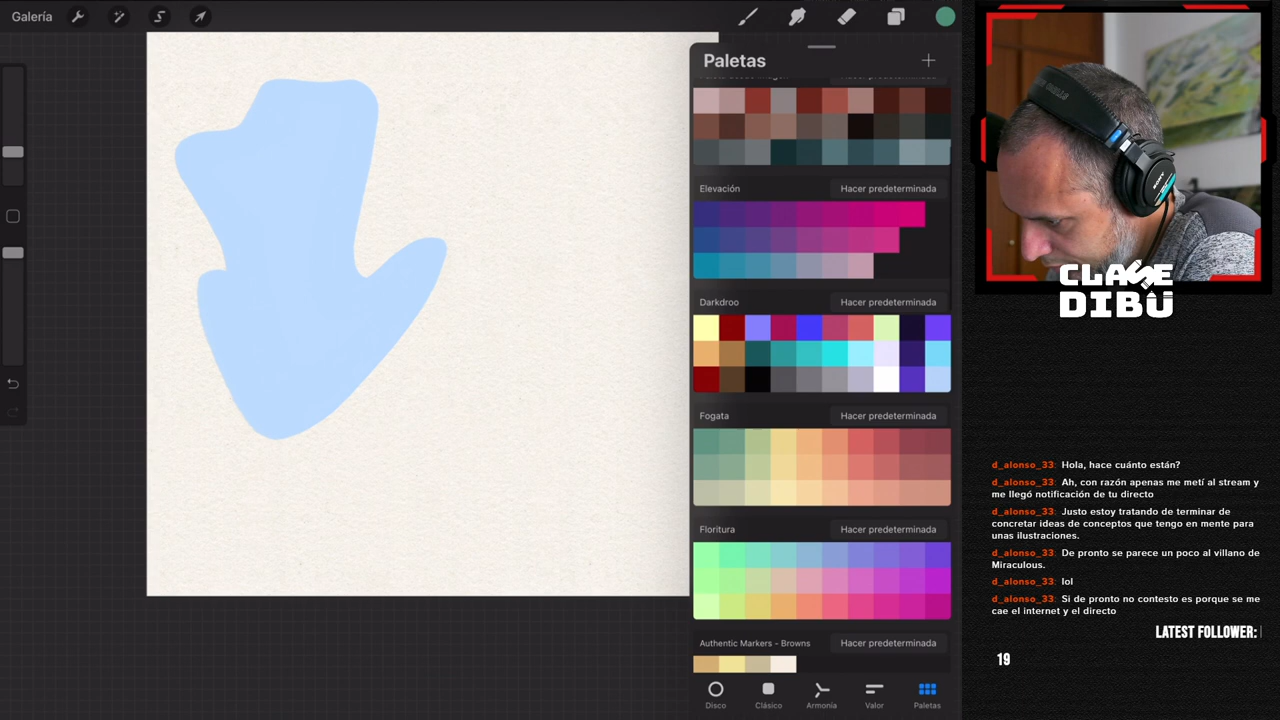 Galería
Paletas
Hacer predeterminada
Elevación
Hacer predeterminada
Darkdroo
Hacer predeterminada
Fogata
Hacer predeterminada
Floritura
Hacer predeterminada
Authentic Markers - Browns
Hacer predeterminada
Disco
Clásico
Armonía
Valor
Paletas
SONY
CLASE
DIBU
d_alonso_33: Hola, hace cuánto están?
d_alonso_33: Ah, con razón apenas me metí al stream y
me llegó notificación de tu directo
d_alonso_33: Justo estoy tratando de terminar de
concretar ideas de conceptos que tengo en mente para
unas ilustraciones.
d_alonso_33: De pronto se parece un poco al villano de
Miraculous.
d_alonso_33: lol
d_alonso_33: Si de pronto no contesto es porque se me
cae el internet y el directo
LATEST FOLLOWER:
19